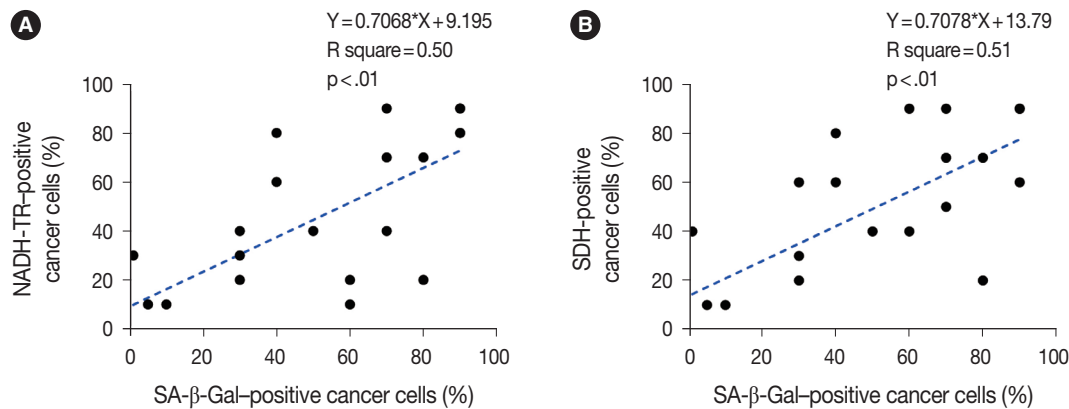 A
Y=0.7068*X+9.195
R square=0.50
p<.01
NADH-TR–positive
cancer cells (%)
100
80
60
40
20
0
0 20 40 60 80 100
SA-β-Gal–positive cancer cells (%)
B
Y=0.7078*X+13.79
R square=0.51
p<.01
SDH-positive
cancer cells (%)
100
80
60
40
20
0
0 20 40 60 80 100
SA-β-Gal–positive cancer cells (%)